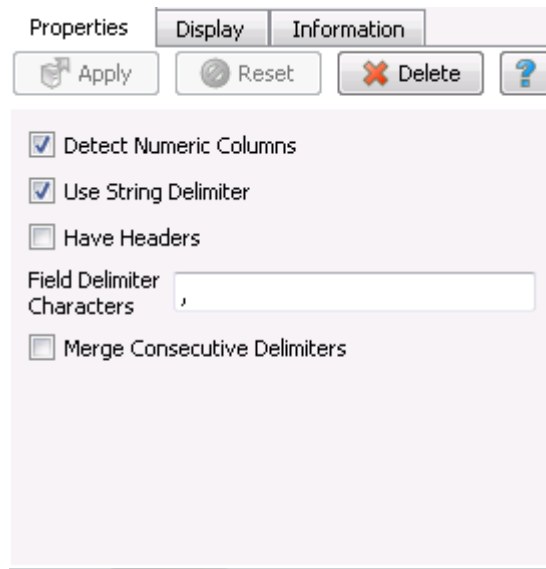 Properties Display Information
Apply Reset Delete ?
Detect Numeric Columns
Use String Delimiter
Have Headers
Field Delimiter
Characters ,
Merge Consecutive Delimiters